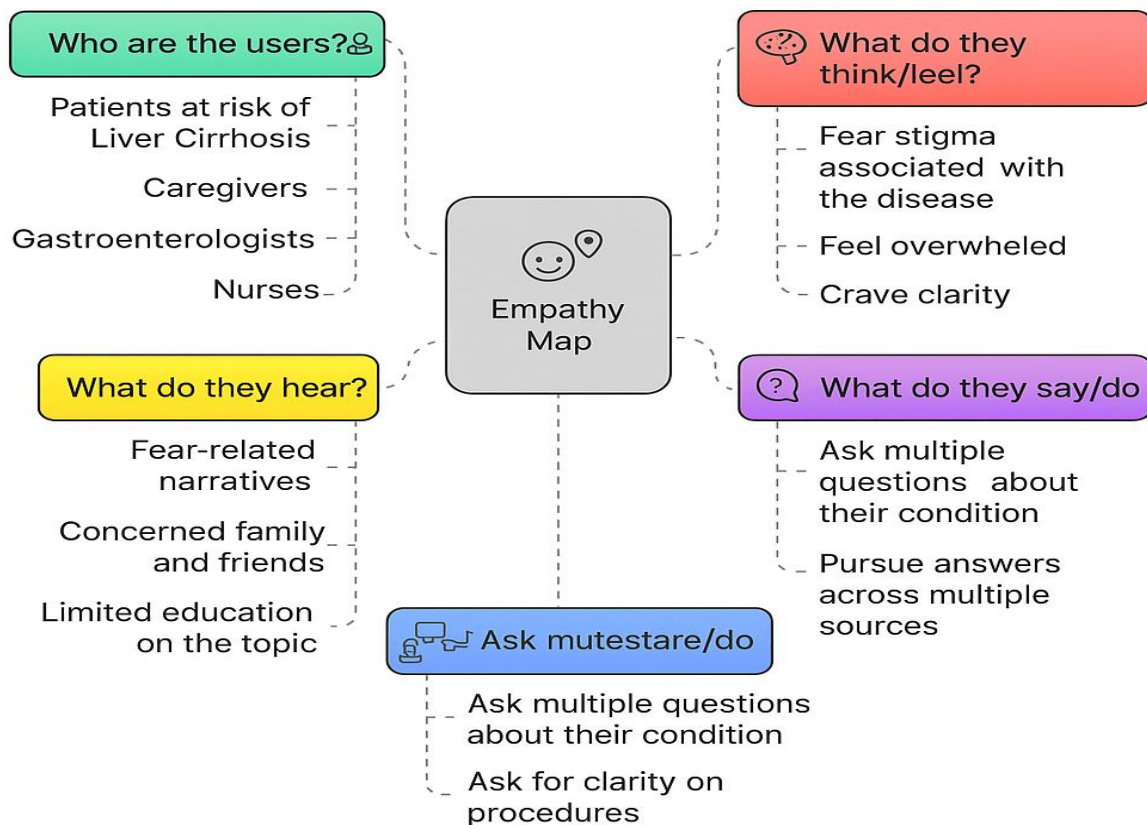 Who are the users?
Patients at risk of
Liver Cirrhosis
Caregivers
Gastroenterologists
Nurses
What do they
think/leel?
Fear stigma
associated with
the disease
Feel overwheled
Crave clarity
Empathy
Map
What do they hear?
Fear-related
narratives
Concerned family
and friends
Limited education
on the topic
What do they say/do
Ask multiple
questions about
their condition
Pursue answers
across multiple
sources
Ask mutestare/do
Ask multiple questions
about their condition
Ask for clarity on
procedures